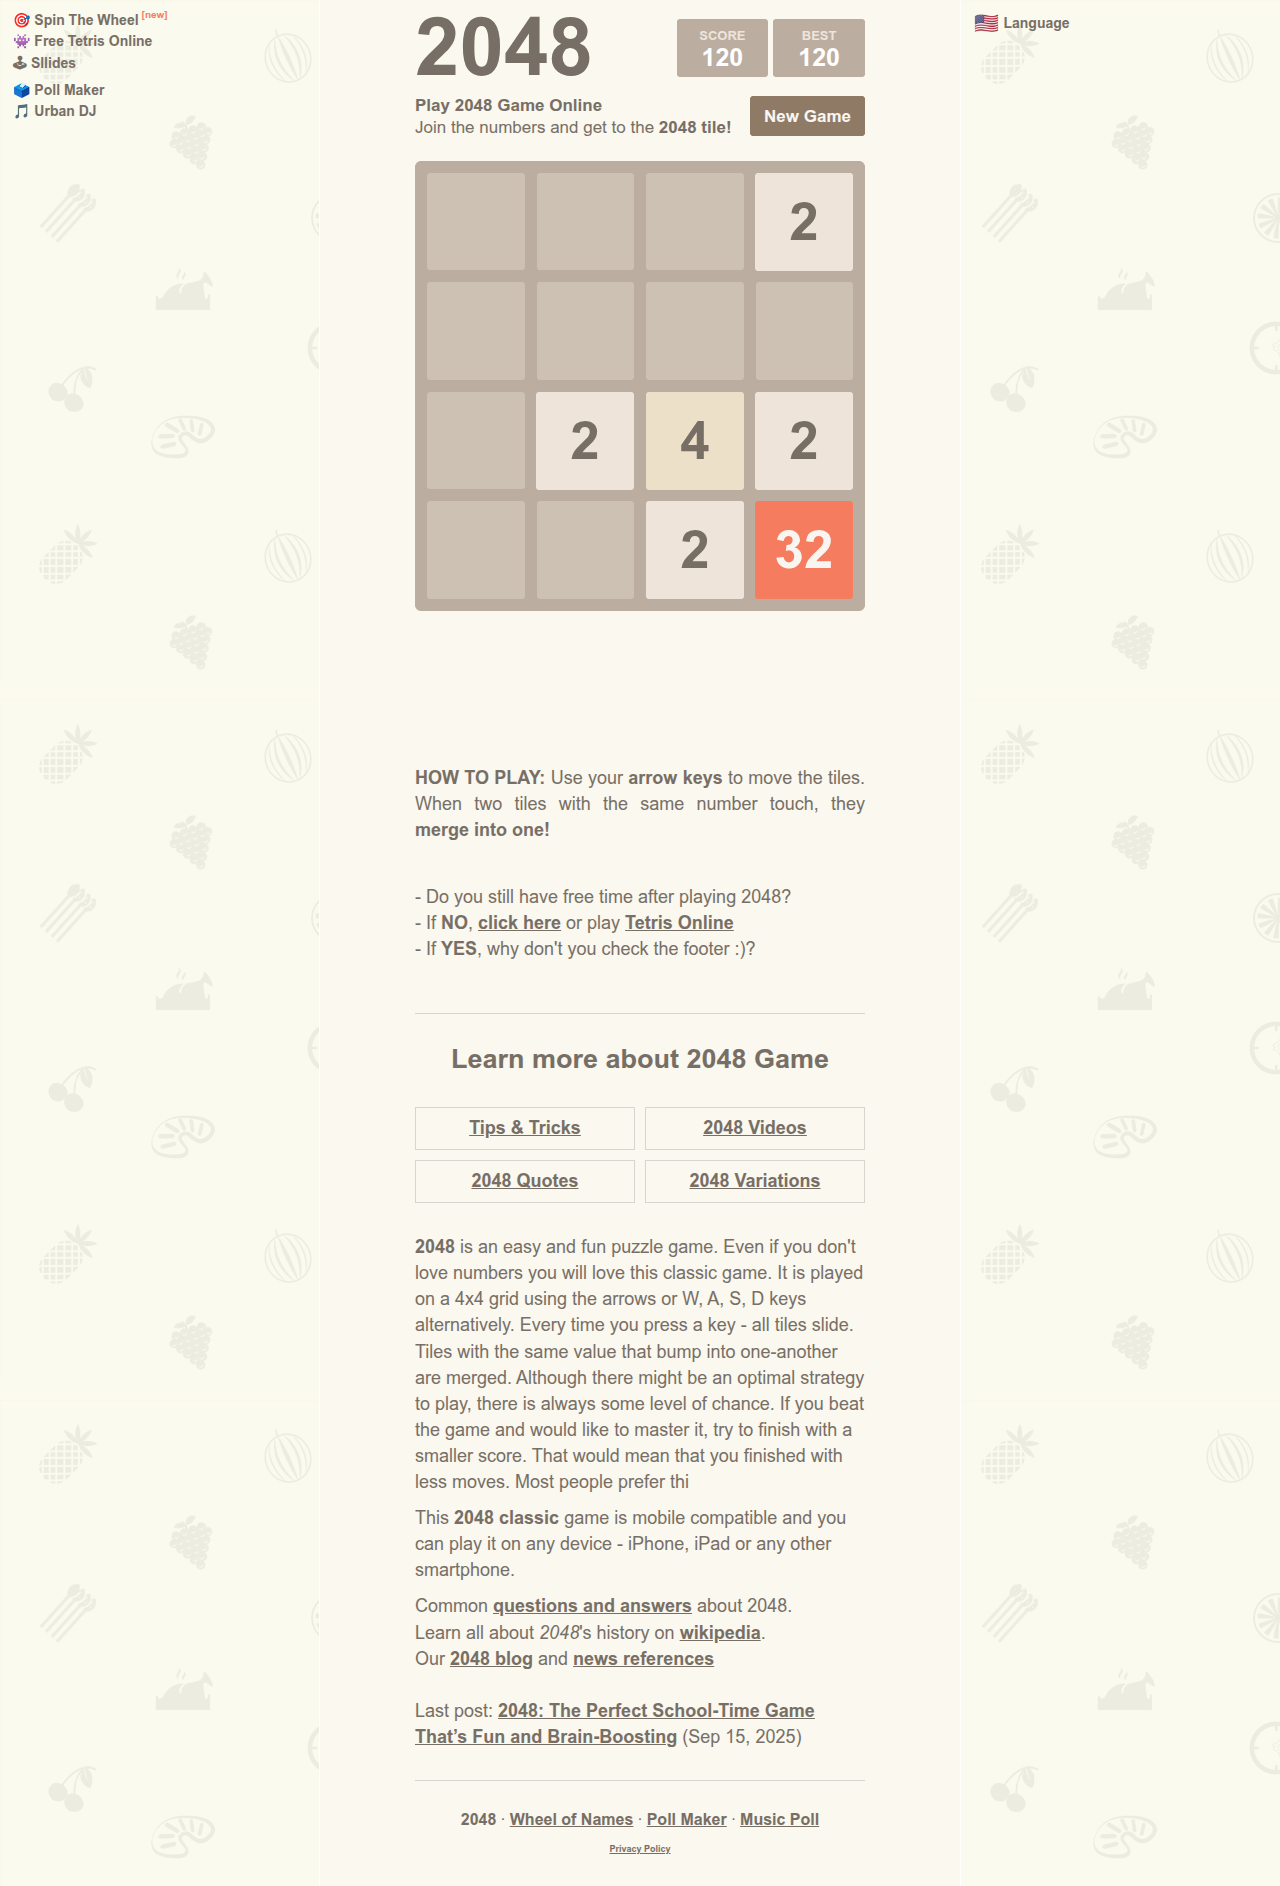 🎯 Spin The Wheel [new]
👾 Free Tetris Online
🕹 Sllides
🗳 Poll Maker
🎵 Urban DJ
2048
SCORE
120
BEST
120
Play 2048 Game Online
Join the numbers and get to the 2048 tile!
New Game
2
2 4 2
2 32
HOW TO PLAY: Use your arrow keys to move the tiles.
When two tiles with the same number touch, they
merge into one!
- Do you still have free time after playing 2048?
- If NO, click here or play Tetris Online
- If YES, why don't you check the footer :)?
Learn more about 2048 Game
Tips & Tricks
2048 Videos
2048 Quotes
2048 Variations
2048 is an easy and fun puzzle game. Even if you don't
love numbers you will love this classic game. It is played
on a 4x4 grid using the arrows or W, A, S, D keys
alternatively. Every time you press a key - all tiles slide.
Tiles with the same value that bump into one-another
are merged. Although there might be an optimal strategy
to play, there is always some level of chance. If you beat
the game and would like to master it, try to finish with a
smaller score. That would mean that you finished with
less moves. Most people prefer thi
This 2048 classic game is mobile compatible and you
can play it on any device - iPhone, iPad or any other
smartphone.
Common questions and answers about 2048.
Learn all about 2048's history on wikipedia.
Our 2048 blog and news references
Last post: 2048: The Perfect School-Time Game
That’s Fun and Brain-Boosting (Sep 15, 2025)
2048 · Wheel of Names · Poll Maker · Music Poll
Privacy Policy
🇺🇸 Language